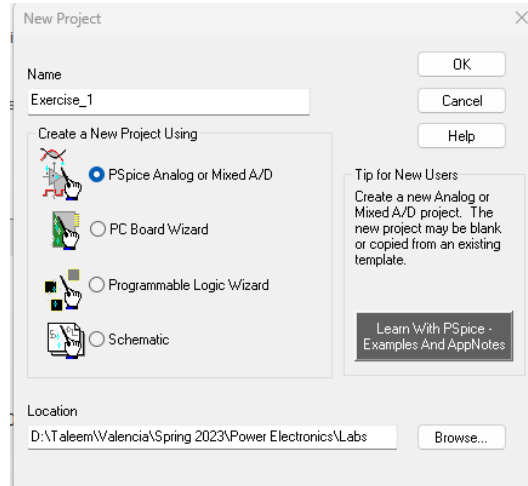 New Project
OK
Name
Exercise_1
Cancel
Help
Create a New Project Using
PSpice Analog or Mixed A/D
Tip for New Users
Create a new Analog or
Mixed A/D project. The
new project may be blank
or copied from an existing
template.
PC Board Wizard
Programmable Logic Wizard
Schematic
Learn With PSpice -
Examples And AppNotes
Location
D:\Taleem\Valencia\Spring 2023\Power Electronics\Labs
Browse...